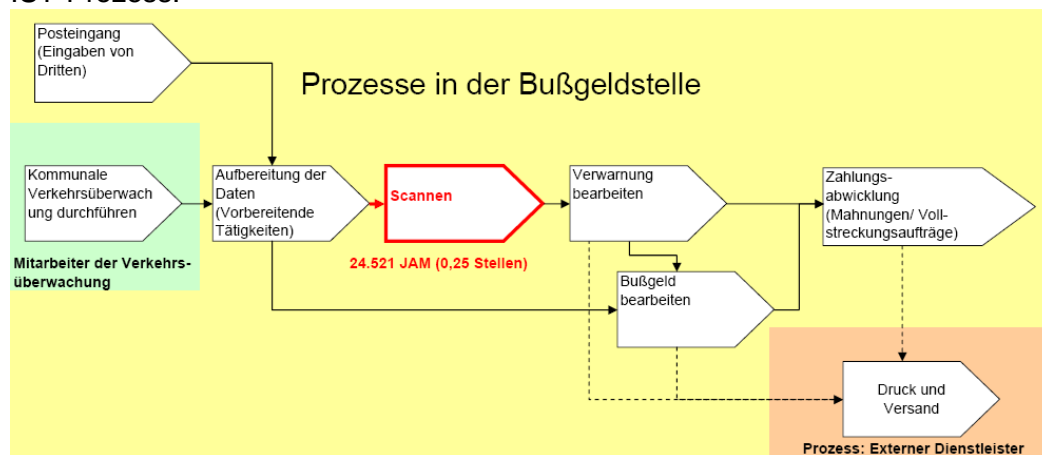 Posteingang
(Eingaben von
Dritten)
Prozesse in der Bußgeldstelle
Kommunale
Verkehrsüberwach
ung durchführen
Aufbereitung der
Daten
(Vorbereitende
Tätigkeiten)
Scannen
Verwarnung
bearbeiten
Zahlungs-
abwicklung
(Mahnungen/ Voll-
streckungsaufträge)
Mitarbeiter der Verkehrs-
überwachung
24.521 JAM (0,25 Stellen)
Bußgeld
bearbeiten
Druck und
Versand
Prozess: Externer Dienstleister